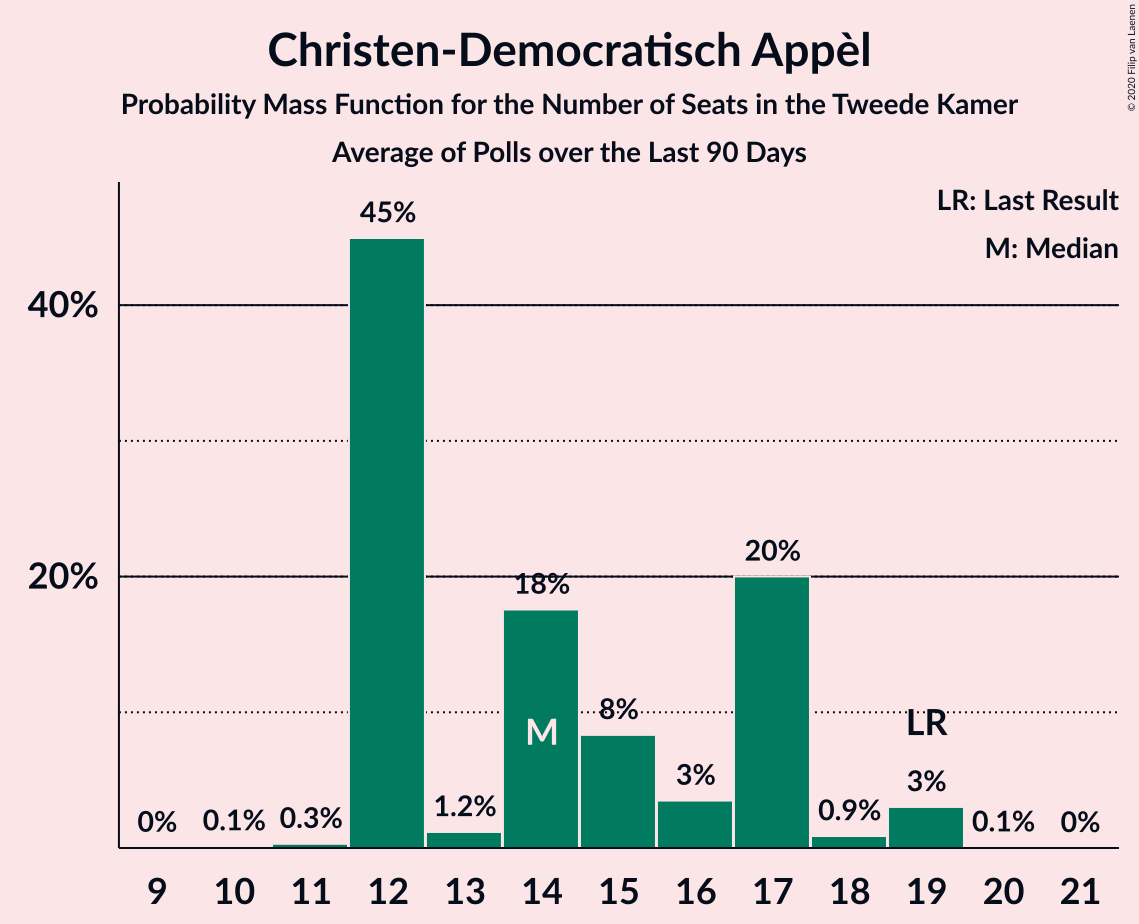 Christen-Democratisch Appèl
Probability Mass Function for the Number of Seats in the Tweede Kamer
Average of Polls over the Last 90 Days
© 2020 Filip van Laenen
LR: Last Result
M: Median
45%
40%
20%
20%
18%
8%
M
LR
3%
3%
1.2%
0.9%
0.3%
0.1%
0%
0.1%
0%
9 10 11 12 13 14 15 16 17 18 19 20 21